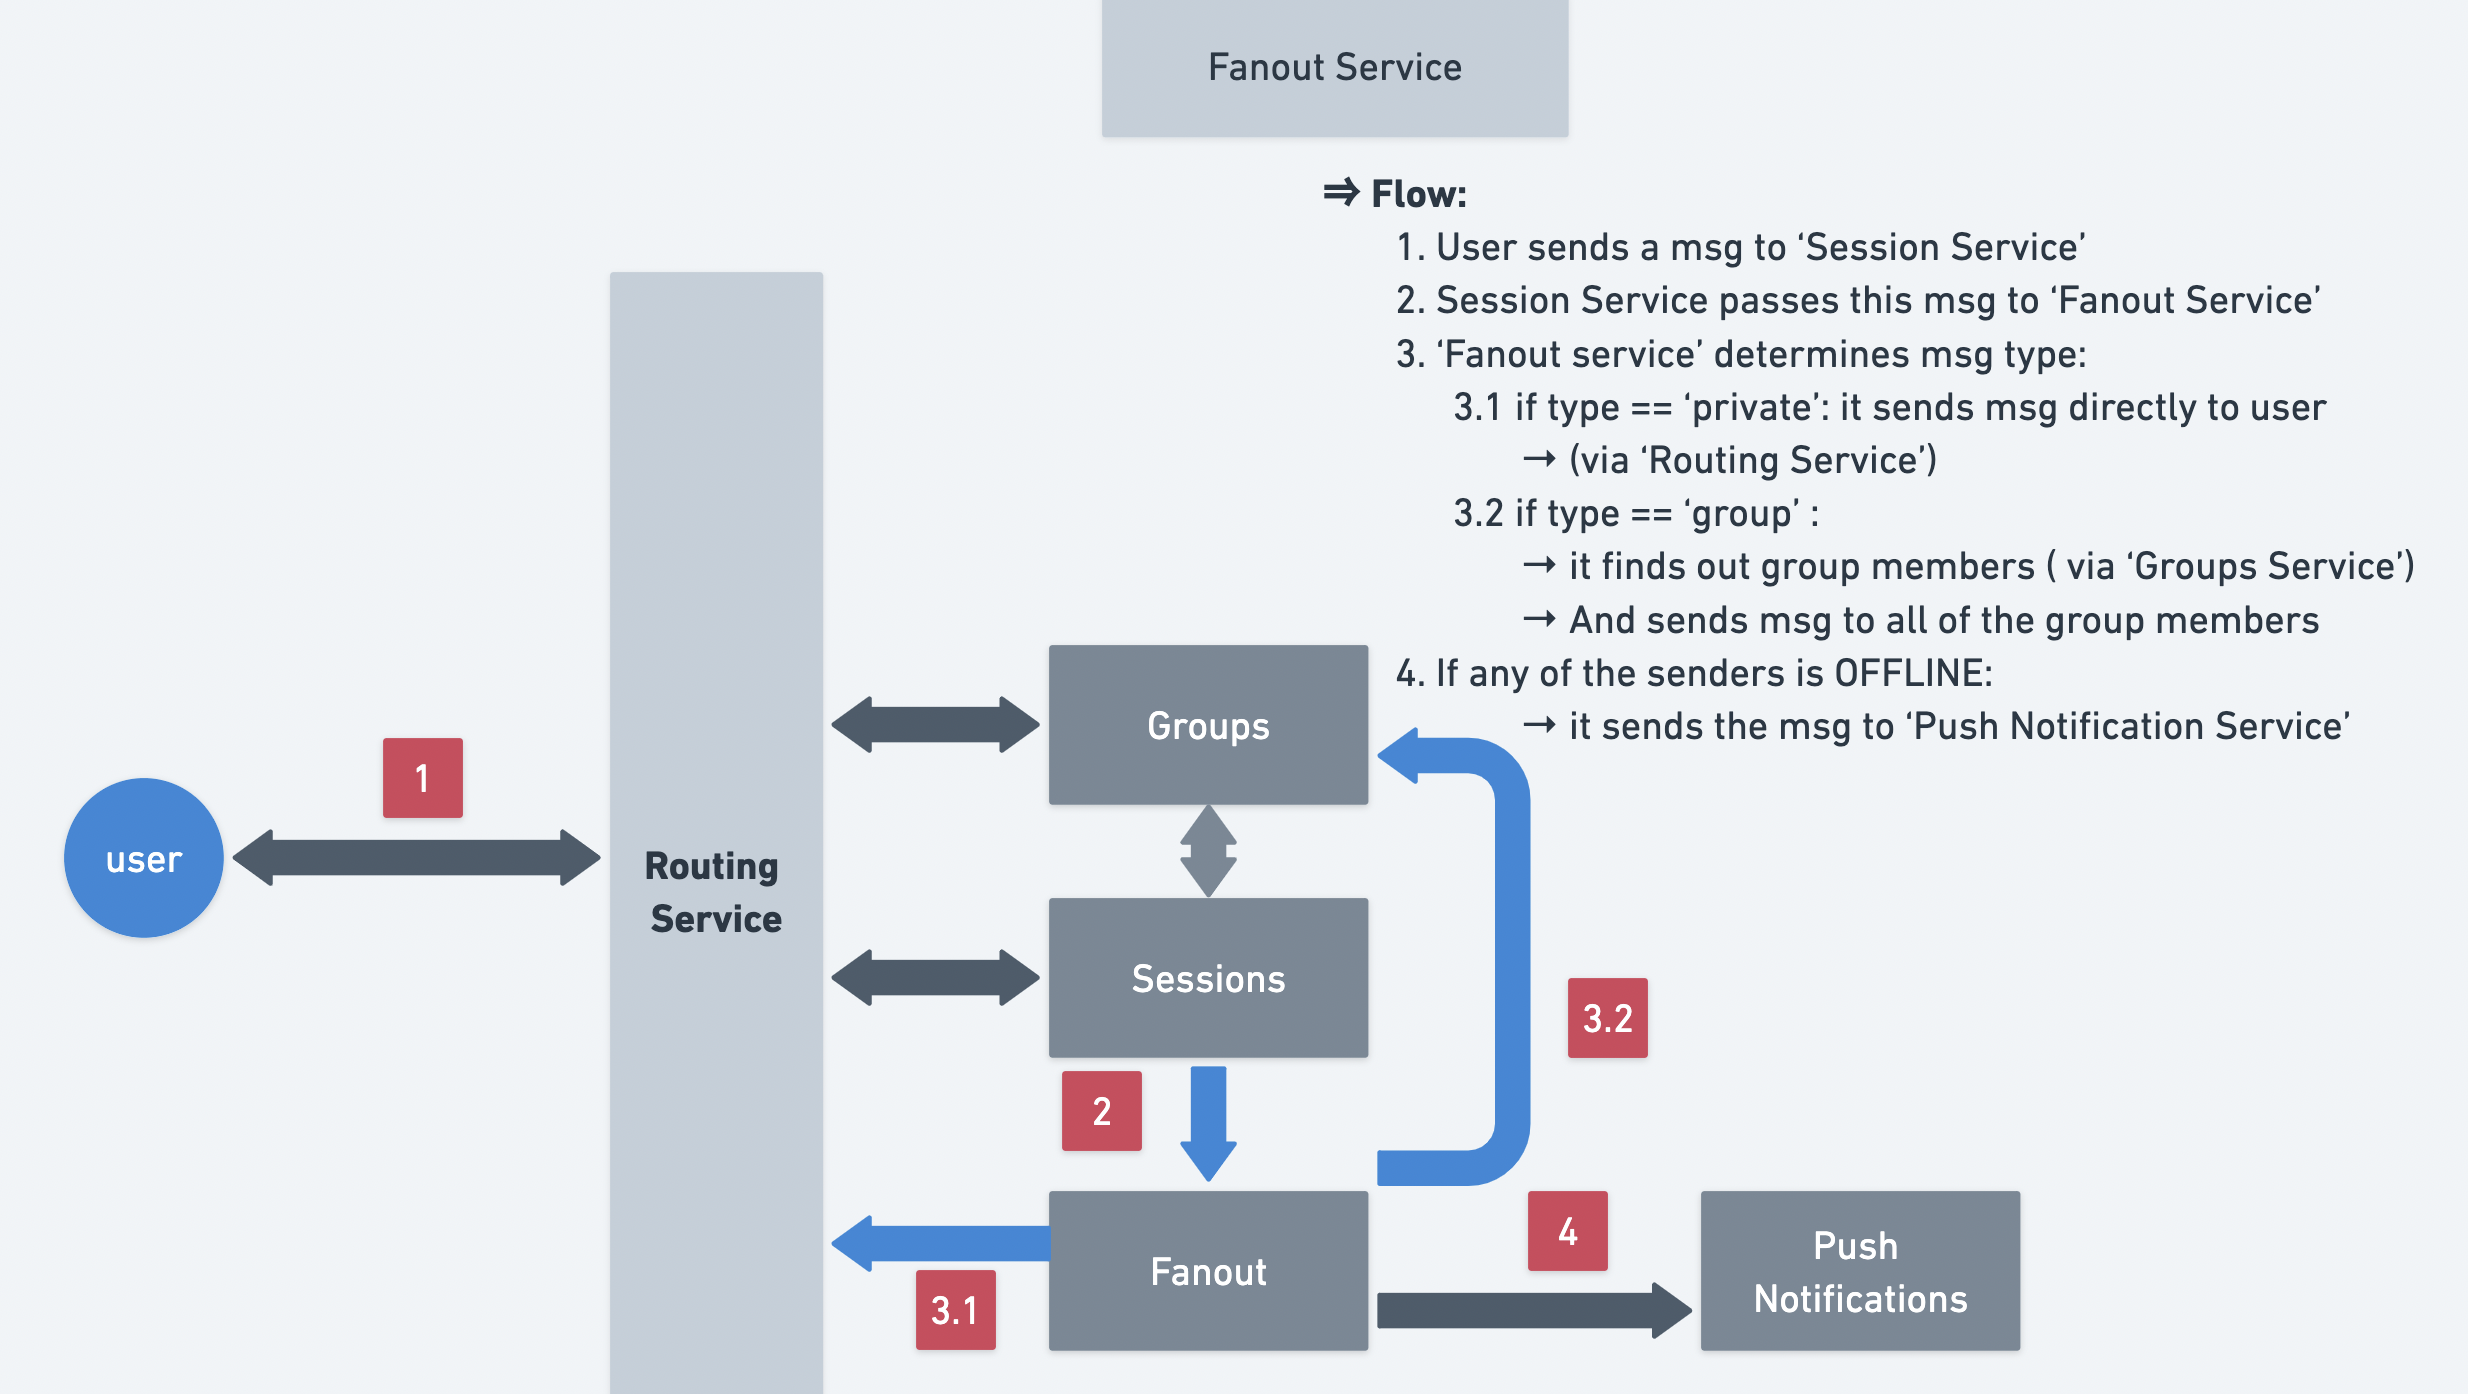 Fanout Service
⇒ Flow:
1. User sends a msg to ‘Session Service’
2. Session Service passes this msg to ‘Fanout Service’
3. ‘Fanout service’ determines msg type:
3.1 if type == ‘private’: it sends msg directly to user
→ (via ‘Routing Service’)
3.2 if type == ‘group’ :
→ it finds out group members ( via ‘Groups Service’)
→ And sends msg to all of the group members
4. If any of the senders is OFFLINE:
→ it sends the msg to ‘Push Notification Service’
Groups
1
user
Routing
Service
Sessions
3.2
2
4
Fanout
3.1
Push
Notifications